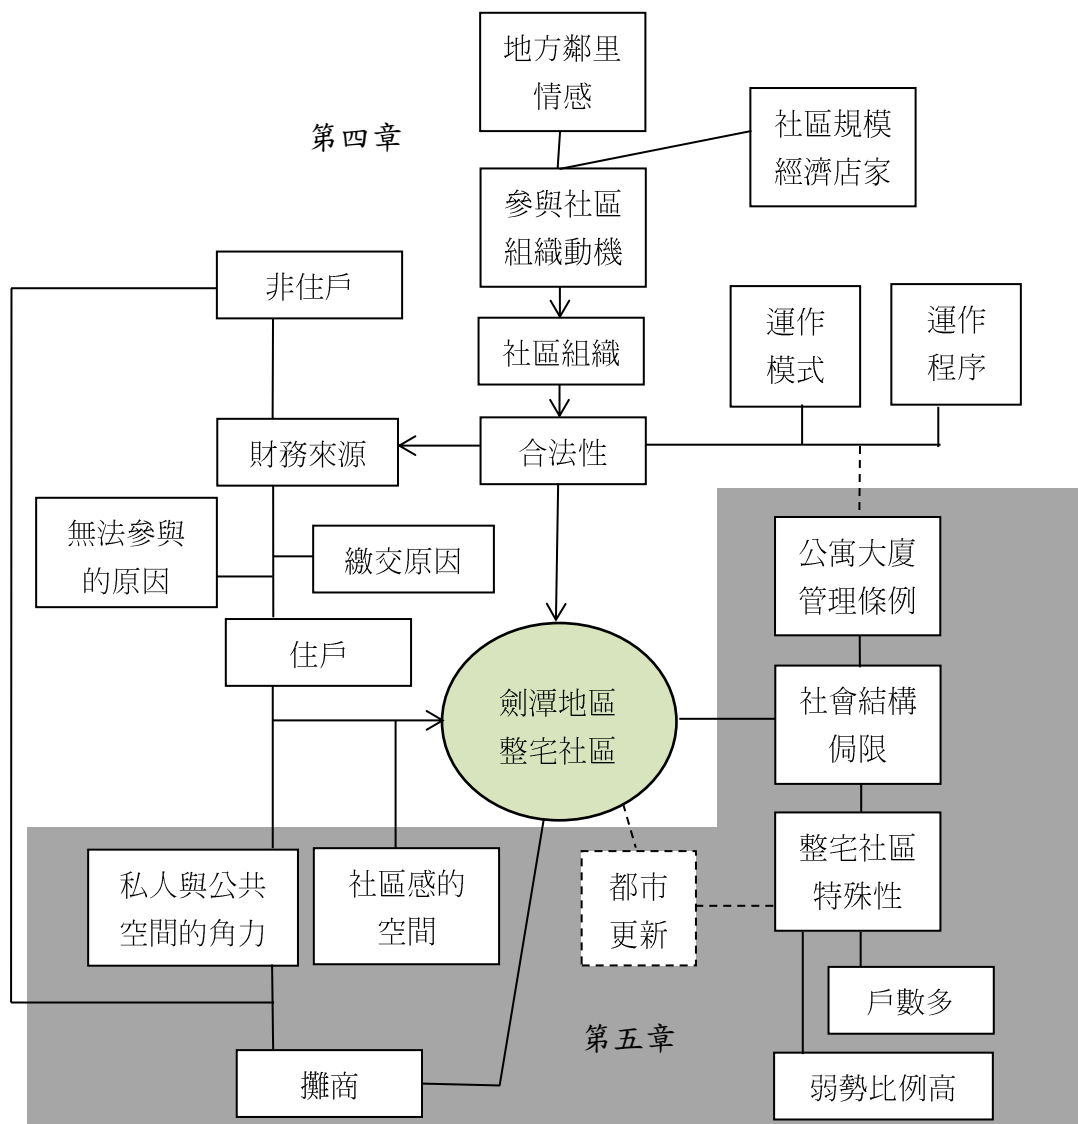 地方鄰里
情感
第四章
社區規模
經濟店家
參與社區
組織動機
非住戶
社區組織
運作
模式
運作
程序
財務來源
合法性
無法參與
的原因
繳交原因
公寓大廈
管理條例
住戶
劍潭地區
整宅社區
社會結構
侷限
整宅社區
特殊性
私人與公共
空間的角力
社區感的
空間
都市
更新
戶數多
第五章
攤商
弱勢比例高